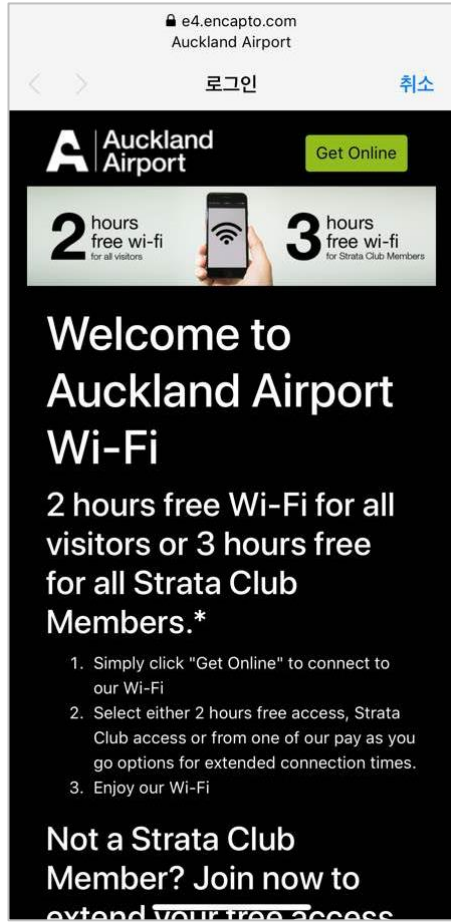 e4.encapto.com
Auckland Airport
로그인
취소
Auckland
Airport
Get Online
2 hours
free wi-fi
for all visitors
3 hours
free wi-fi
for Strata Club Members
Welcome to
Auckland Airport
Wi-Fi
2 hours free Wi-Fi for all
visitors or 3 hours free
for all Strata Club
Members.*
1. Simply click "Get Online" to connect to
our Wi-Fi
2. Select either 2 hours free access, Strata
Club access or from one of our pay as you
go options for extended connection times.
3. Enjoy our Wi-Fi
Not a Strata Club
Member? Join now to
extend your free access